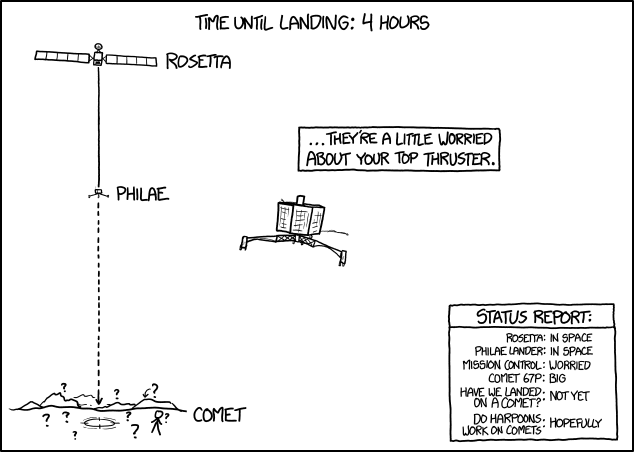 TIME UNTIL LANDING: 4 HOURS
ROSETTA
...THEY'RE A LITTLE WORRIED
ABOUT YOUR TOP THRUSTER.
PHILAE
STATUS REPORT:
ROSETTA: IN SPACE
PHILAE LANDER: IN SPACE
MISSION CONTROL: WORRIED
COMET 67P: BIG
HAVE WE LANDED
ON A COMET?: NOT YET
DO HARPOONS
WORK ON COMETS: HOPEFULLY
? ? ?
COMET
? ? ? ? ? ?